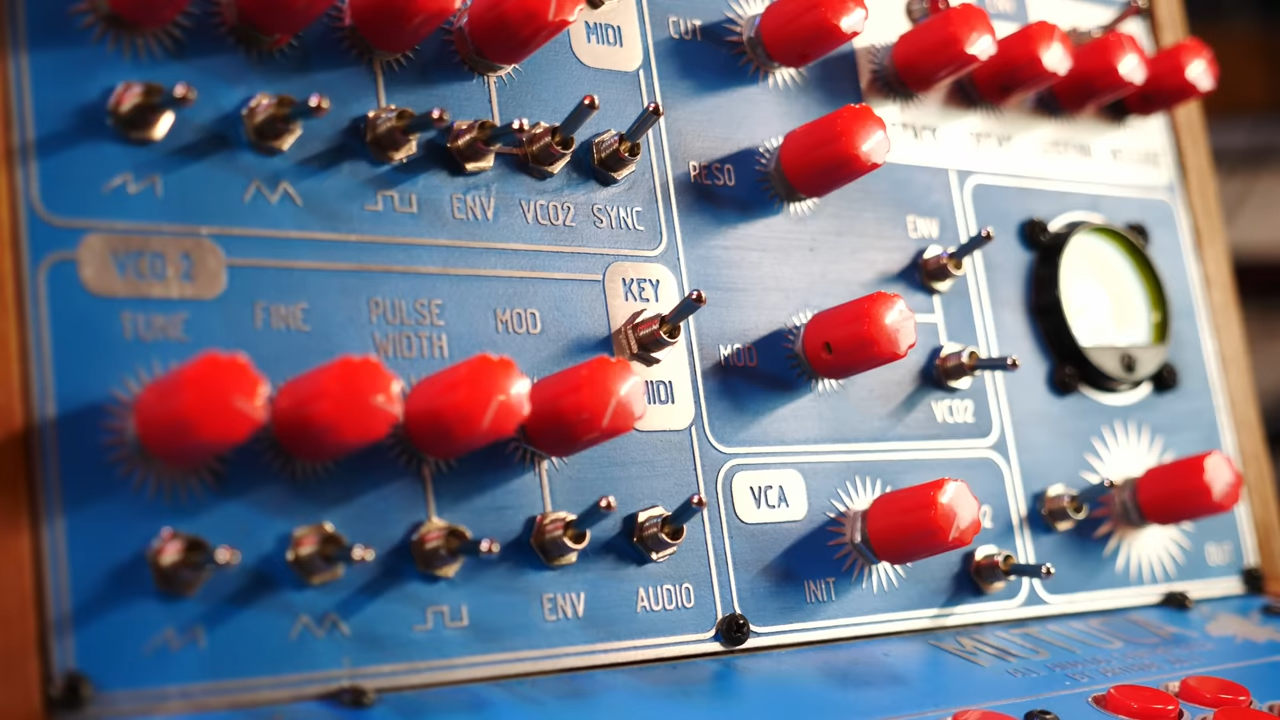 MIDI
ENV
VCO2
SYNC
VCO 2
TUNE
FINE
PULSE
WIDTH
MOD
KEY
MIDI
ENV
AUDIO
CUT
RESO
ENV
MOD
VCO2
VCA
INIT
2
OUT